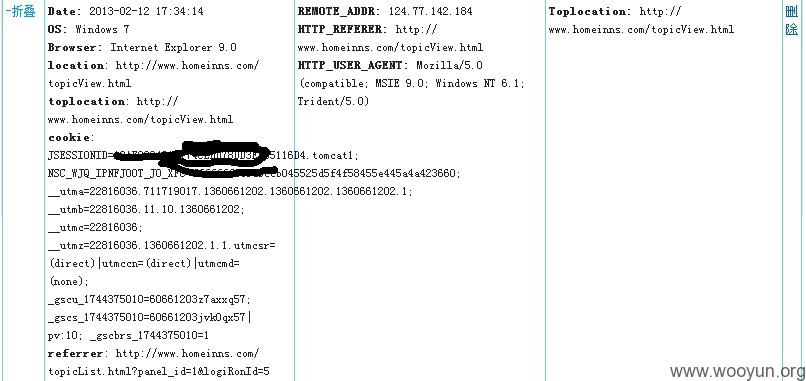 -折叠
Date: 2013-02-12 17:34:14
OS: Windows 7
Browser: Internet Explorer 9.0
location: http://www.homeinns.com/
topicView.html
toplocation: http://
www.homeinns.com/topicView.html
cookie:
JSESSIONID=
5116D4.tomcat1;
NSC_WJQ_IPNFJOOT_JO_
045525d5f4f58455e445a4a423660;
__utma=22816036.711719017.1360661202.1360661202.1360661202.1;
__utmb=22816036.11.10.1360661202;
__utmc=22816036;
__utmz=22816036.1360661202.1.1.utmcsr=
(direct)|utmccn=(direct)|utmcmd=
(none);
_gscu_1744375010=60661203z7axxq57;
_gscs_1744375010=60661203jvk0qx57|
pv:10; _gscbrs_1744375010=1
referrer: http://www.homeinns.com/
topicList.html?panel_id=1&logiRonId=5
REMOTE_ADDR: 124.77.142.184
HTTP_REFERER: http://
www.homeinns.com/topicView.html
HTTP_USER_AGENT: Mozilla/5.0
(compatible; MSIE 9.0; Windows NT 6.1;
Trident/5.0)
Toplocation: http://
www.homeinns.com/topicView.html
删
除
www.wooyun.org